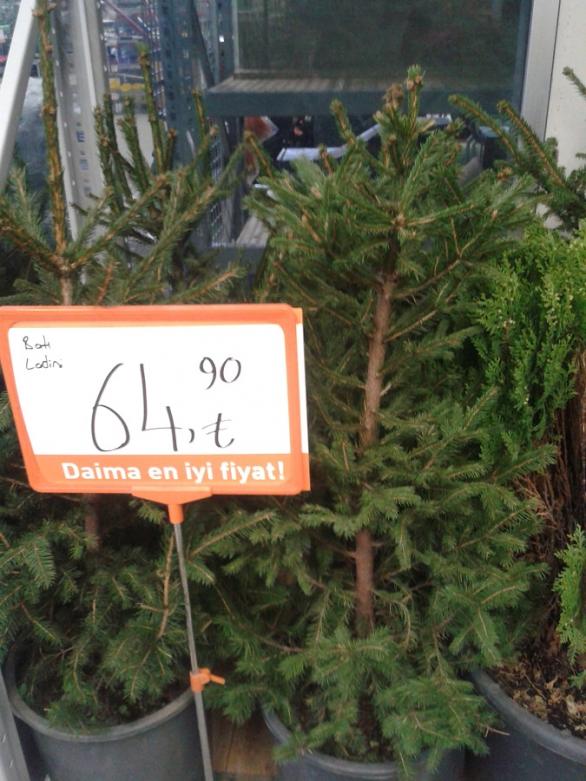 Batı
Ladini
64,90 ₺
Daima en iyi fiyat!